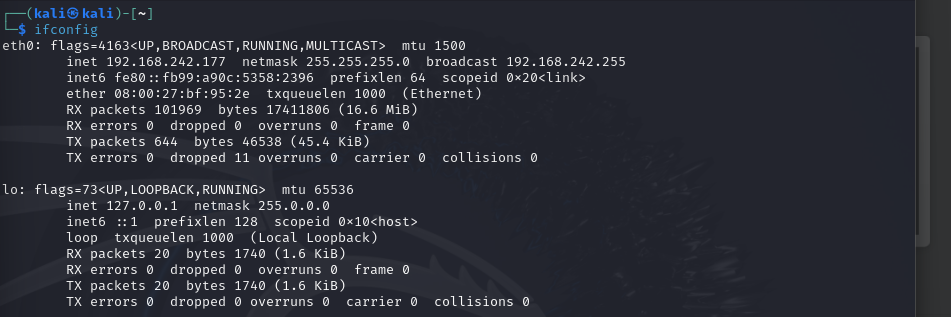 ┌──(kali㉿kali)-[~]
└─$ ifconfig
eth0: flags=4163<UP,BROADCAST,RUNNING,MULTICAST>  mtu 1500
        inet 192.168.242.177  netmask 255.255.255.0  broadcast 192.168.242.255
        inet6 fe80::fb99:a90c:5358:2396  prefixlen 64  scopeid 0×20<link>
        ether 08:00:27:bf:95:2e  txqueuelen 1000  (Ethernet)
        RX packets 101969  bytes 17411806 (16.6 MiB)
        RX errors 0  dropped 0  overruns 0  frame 0
        TX packets 644  bytes 46538 (45.4 KiB)
        TX errors 0  dropped 11 overruns 0  carrier 0  collisions 0

lo: flags=73<UP,LOOPBACK,RUNNING>  mtu 65536
        inet 127.0.0.1  netmask 255.0.0.0
        inet6 ::1  prefixlen 128  scopeid 0×10<host>
        loop  txqueuelen 1000  (Local Loopback)
        RX packets 20  bytes 1740 (1.6 KiB)
        RX errors 0  dropped 0  overruns 0  frame 0
        TX packets 20  bytes 1740 (1.6 KiB)
        TX errors 0  dropped 0 overruns 0  carrier 0  collisions 0